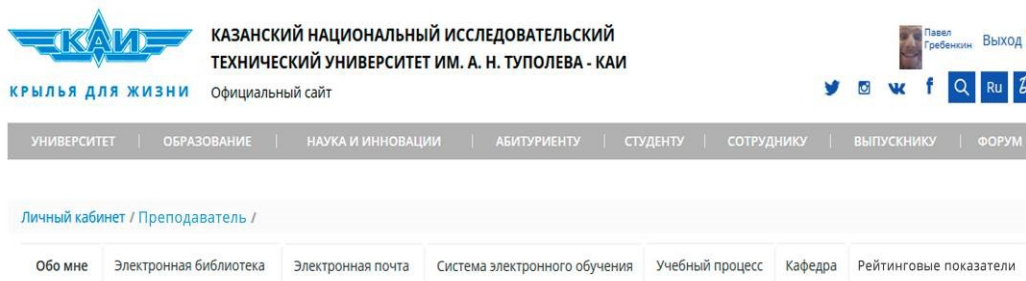 КАИ
КРЫЛЬЯ ДЛЯ ЖИЗНИ
КАЗАНСКИЙ НАЦИОНАЛЬНЫЙ ИССЛЕДОВАТЕЛЬСКИЙ
ТЕХНИЧЕСКИЙ УНИВЕРСИТЕТ ИМ. А. Н. ТУПОЛЕВА - КАИ
Официальный сайт
Павел
Гребенкин
Выход
Ru
УНИВЕРСИТЕТ | ОБРАЗОВАНИЕ | НАУКА И ИННОВАЦИИ | АБИТУРИЕНТУ | СТУДЕНТУ | СОТРУДНИКУ | ВЫПУСКНИКУ | ФОРУМ
Личный кабинет / Преподаватель /
Обо мне Электронная библиотека Электронная почта Система электронного обучения Учебный процесс Кафедра Рейтинговые показатели